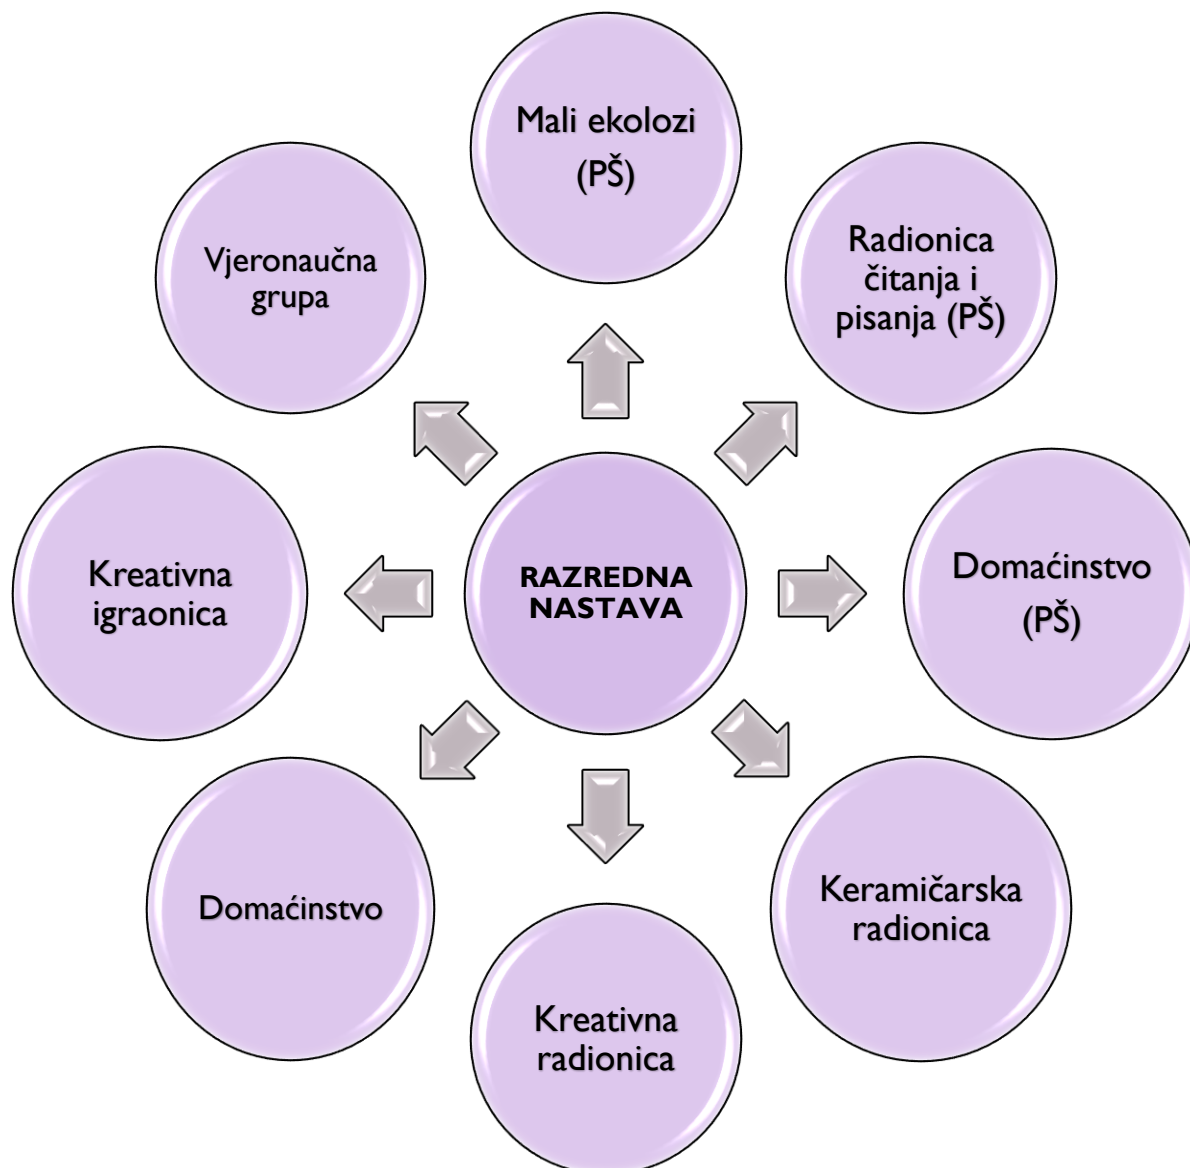 Mali ekolozi
(PŠ)
Radionica
čitanja i
pisanja (PŠ)
Vjeronaučna
grupa
Kreativna
igraonica
RAZREDNA
NASTAVA
Domaćinstvo
(PŠ)
Domaćinstvo
Keramičarska
radionica
Kreativna
radionica